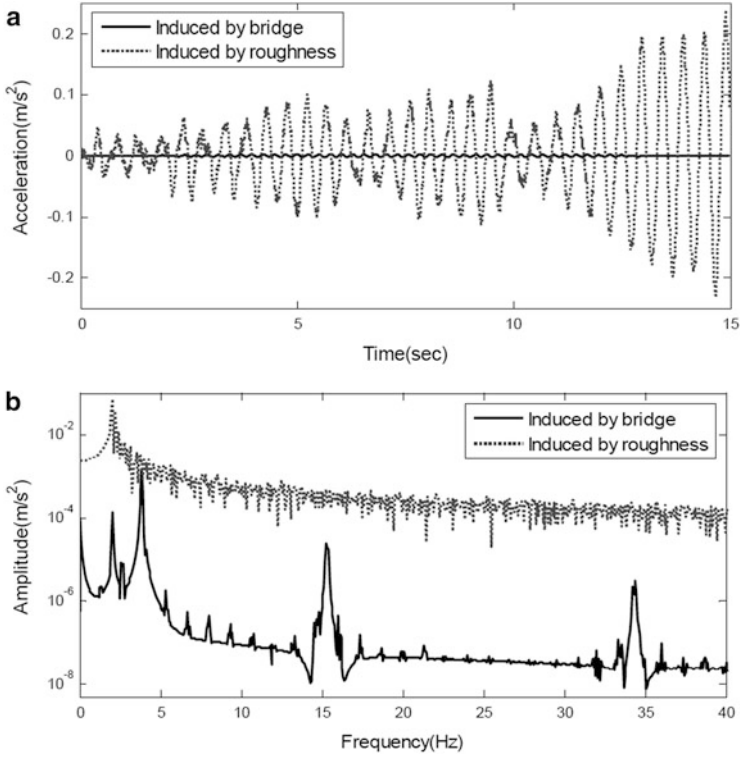 a
Induced by bridge
Induced by roughness
Acceleration(m/s²)
0.2
0.1
0
-0.1
-0.2
0 5 10 15
Time(sec)
b
Induced by bridge
Induced by roughness
Amplitude(m/s²)
10⁻²
10⁻⁴
10⁻⁶
10⁻⁸
0 5 10 15 20 25 30 35 40
Frequency(Hz)